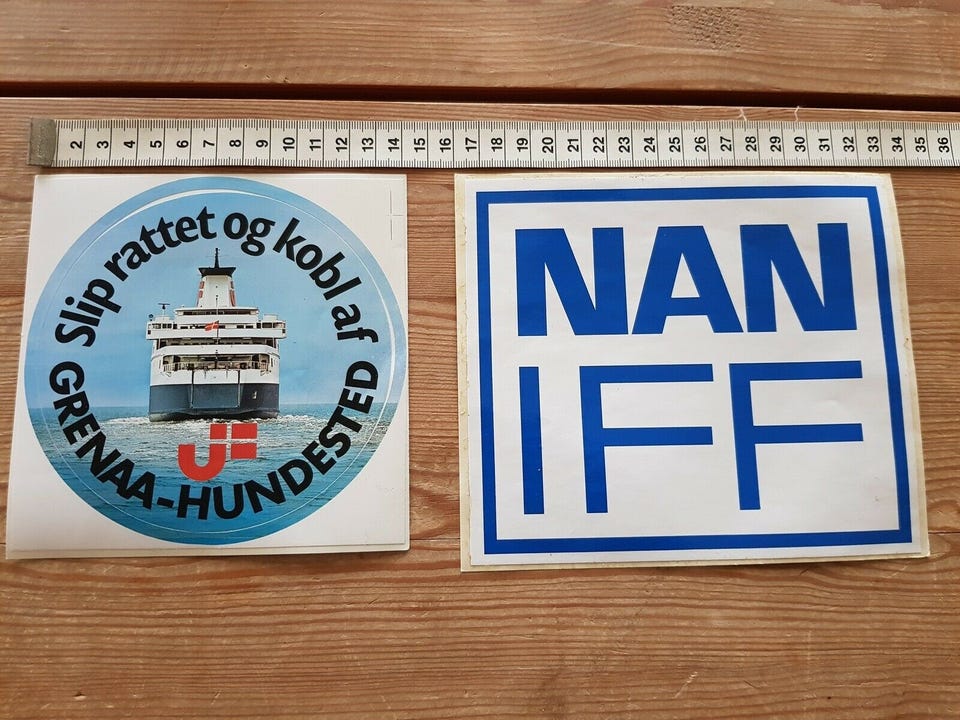 2 3 4 5 6 7 8 9 10 11 12 13 14 15 16 17 18 19 20 21 22 23 24 25 26 27 28 29 30 31 32 33 34 35 36
Slip rattet og kobl af
GRENAA-HUNDESTED
NAN
IFF